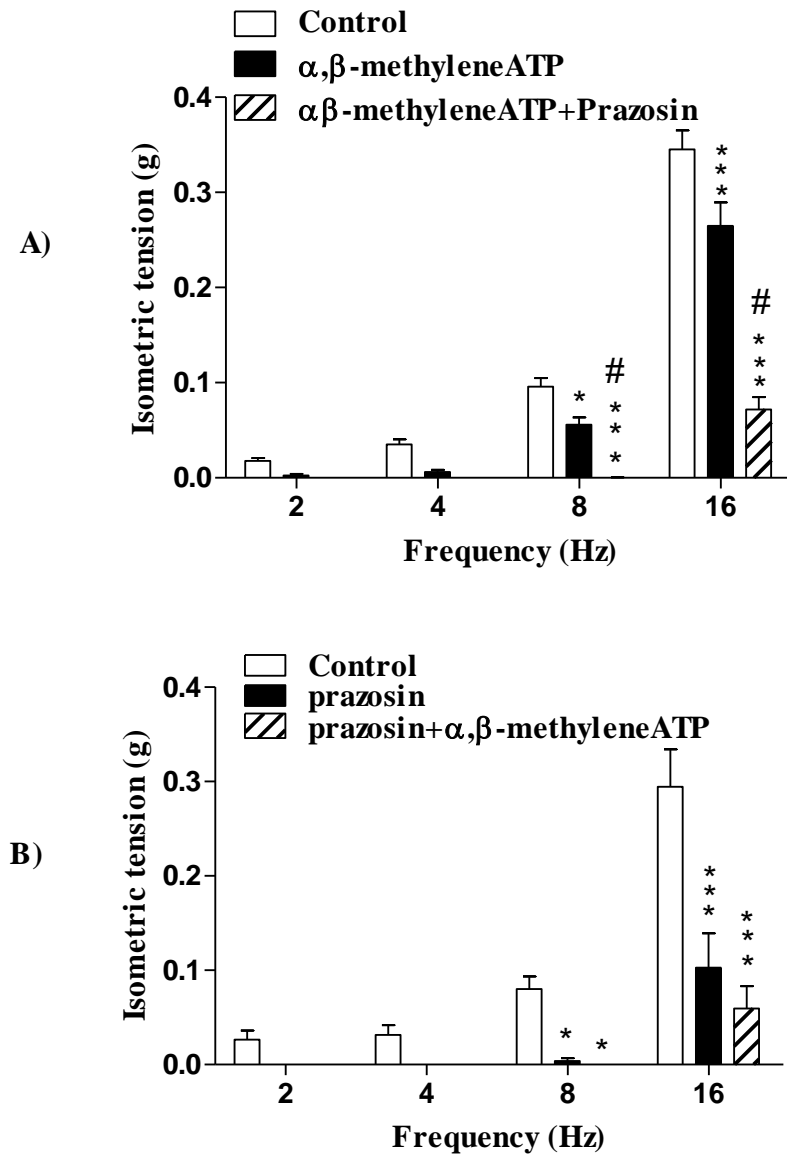 Control
α,β-methyleneATP
αβ-methyleneATP+Prazosin
A)
Isometric tension (g)
0.4
0.3
0.2
0.1
0.0
*
#
* * *
* * *
#
* * *
2 4 8 16
Frequency (Hz)
Control
prazosin
prazosin+α,β-methyleneATP
B)
Isometric tension (g)
0.4
0.3
0.2
0.1
0.0
*
*
* * *
* * *
2 4 8 16
Frequency (Hz)